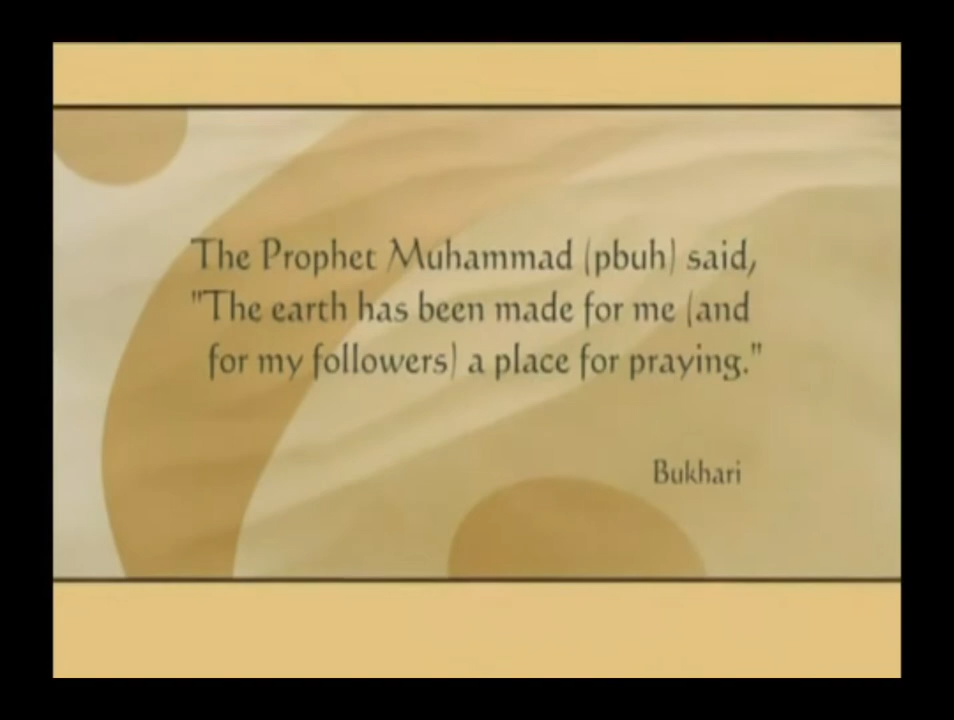 The Prophet Muhammad (pbuh) said,
"The earth has been made for me (and
for my followers) a place for praying."
Bukhari